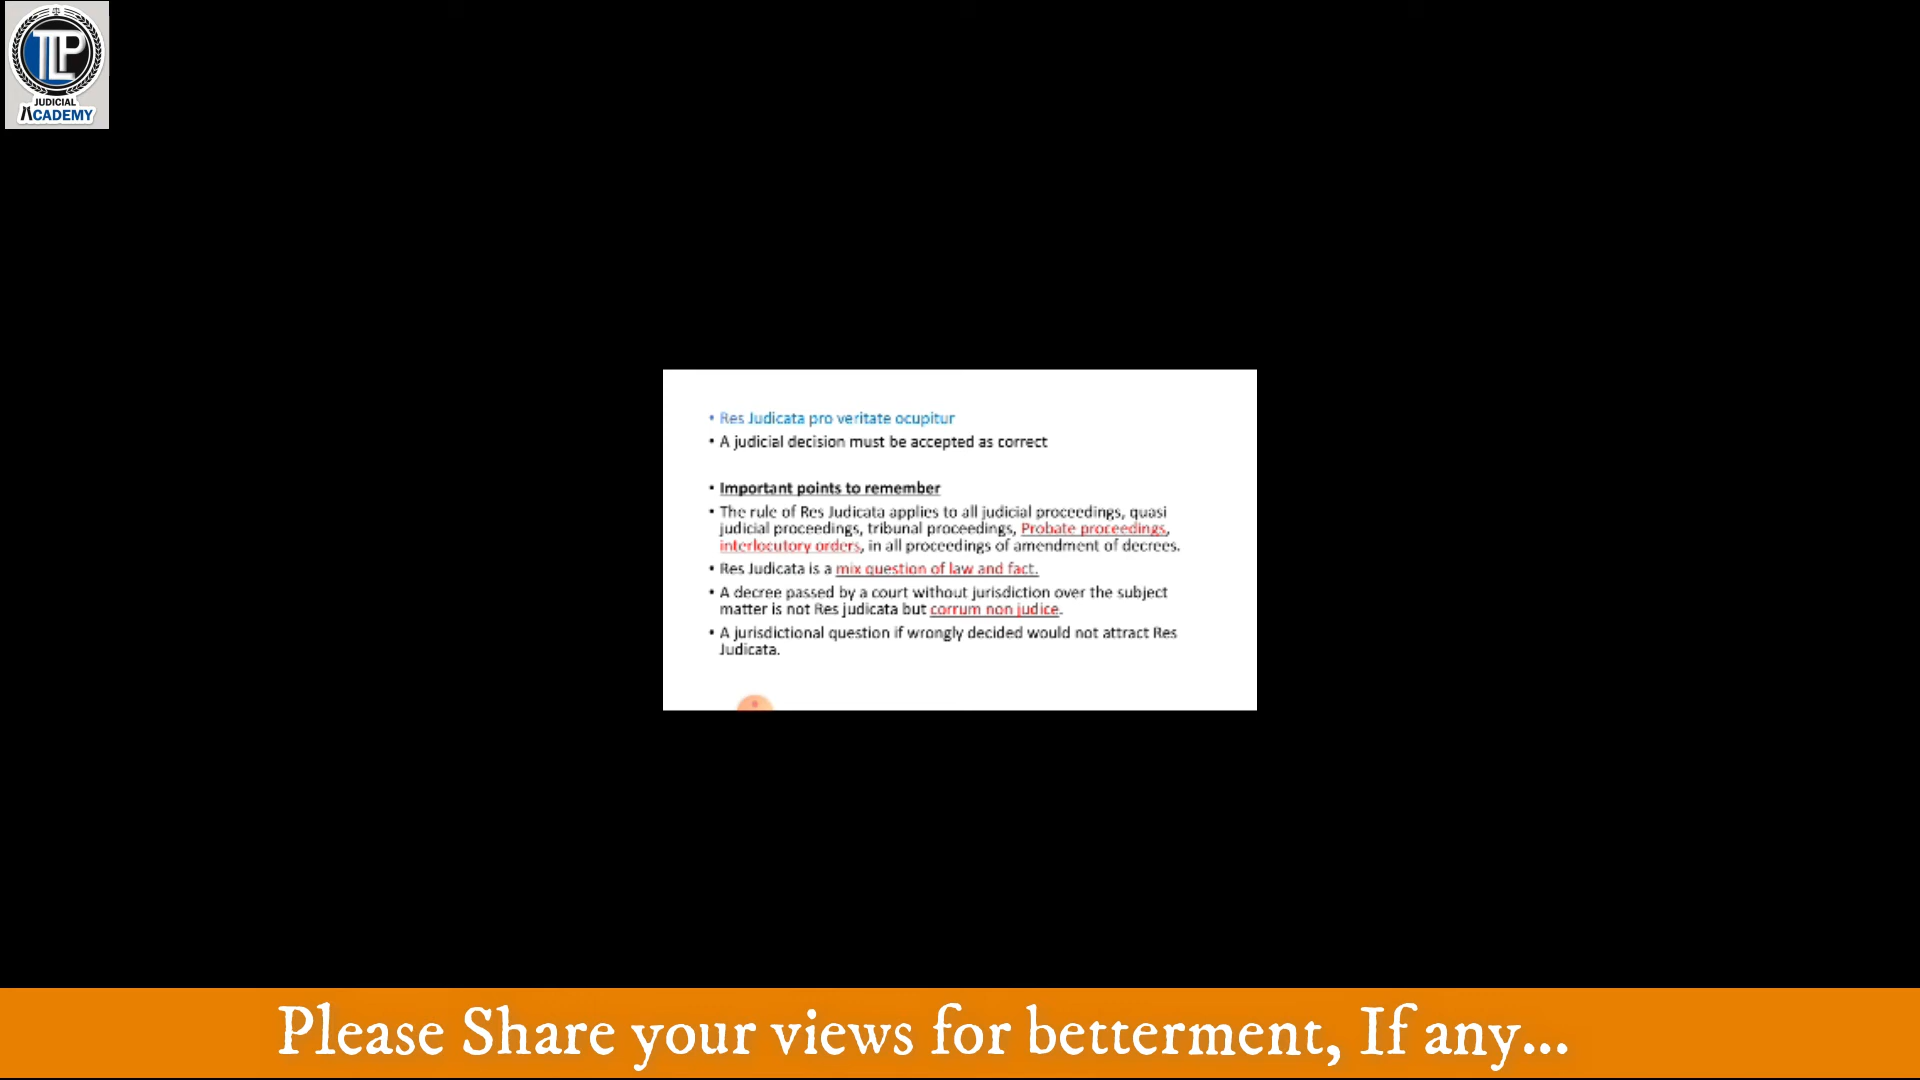 TLP
JUDICIAL
ACADEMY
• Res Judicata pro veritate ocupitur
• A judicial decision must be accepted as correct
• Important points to remember
• The rule of Res Judicata applies to all judicial proceedings, quasi
judicial proceedings, tribunal proceedings, Probate proceedings,
interlocutory orders, in all proceedings of amendment of decrees.
• Res Judicata is a mix question of law and fact.
• A decree passed by a court without jurisdiction over the subject
matter is not Res judicata but corrum non judice.
• A jurisdictional question if wrongly decided would not attract Res
Judicata.
Please Share your views for betterment, If any...